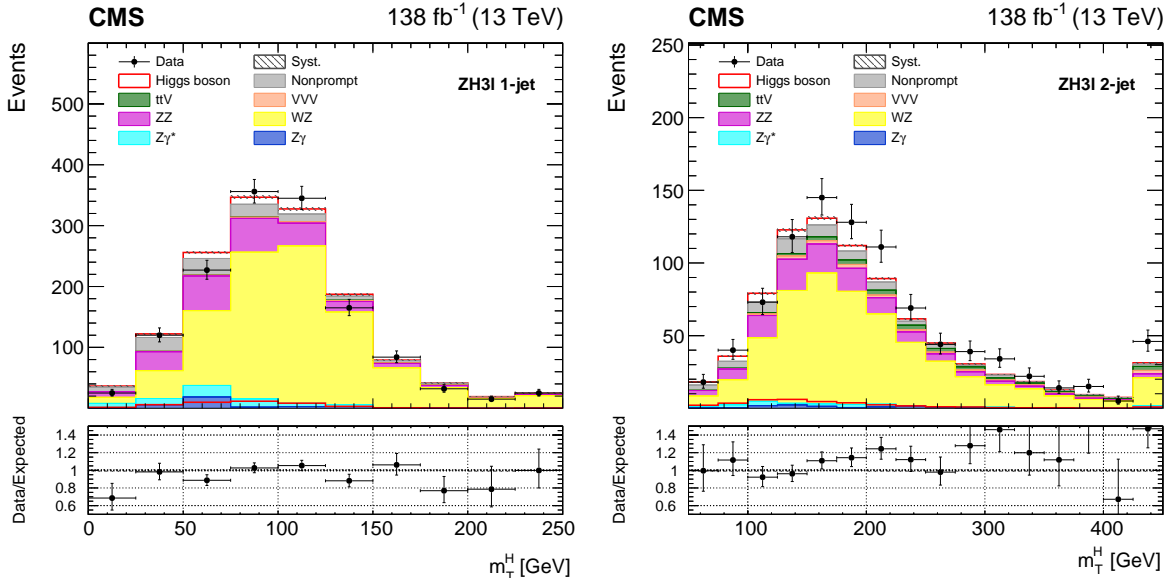 CMS 138 fb⁻¹ (13 TeV)
Events
Data Syst.
Higgs boson Nonprompt
ttV VVV
ZZ WZ
Zγ* Zγ
ZH3l 1-jet
500
400
300
200
100
Data/Expected
1.4
1.2
1
0.8
0.6
0 50 100 150 200 250
m_T^H [GeV]
CMS 138 fb⁻¹ (13 TeV)
Events
Data Syst.
Higgs boson Nonprompt
ttV VVV
ZZ WZ
Zγ* Zγ
ZH3l 2-jet
250
200
150
100
50
Data/Expected
1.4
1.2
1
0.8
0.6
100 200 300 400
m_T^H [GeV]